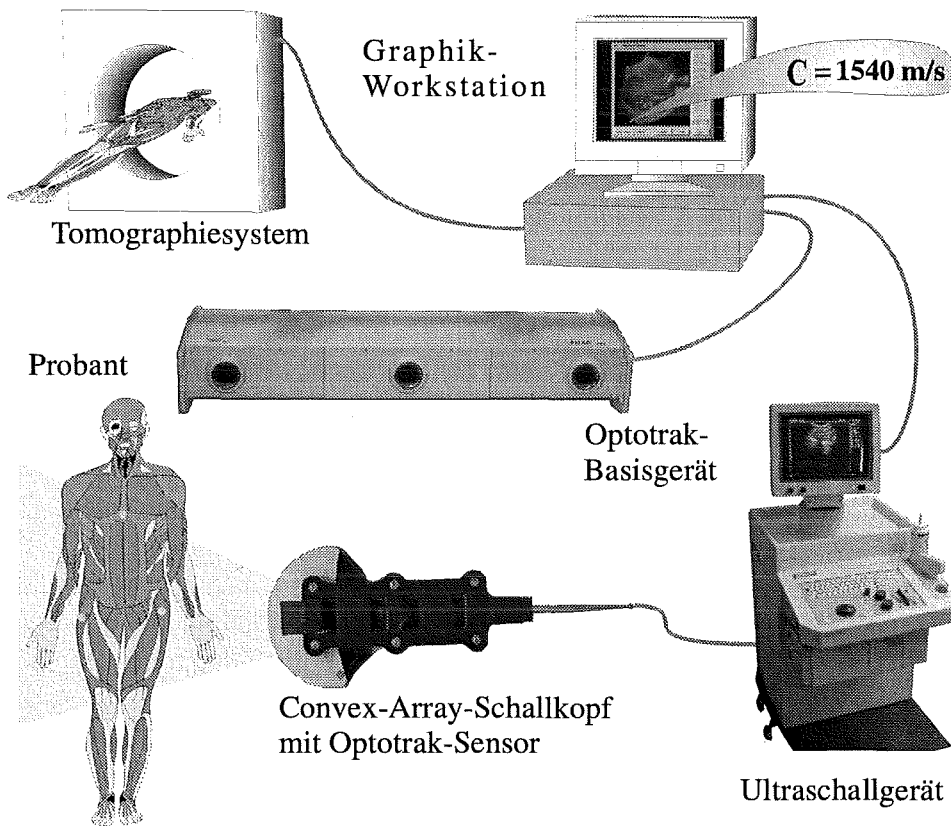 Graphik-
Workstation
C = 1540 m/s
Tomographiesystem
Probant
Optotrak-
Basisgerät
Convex-Array-Schallkopf
mit Optotrak-Sensor
Ultraschallgerät